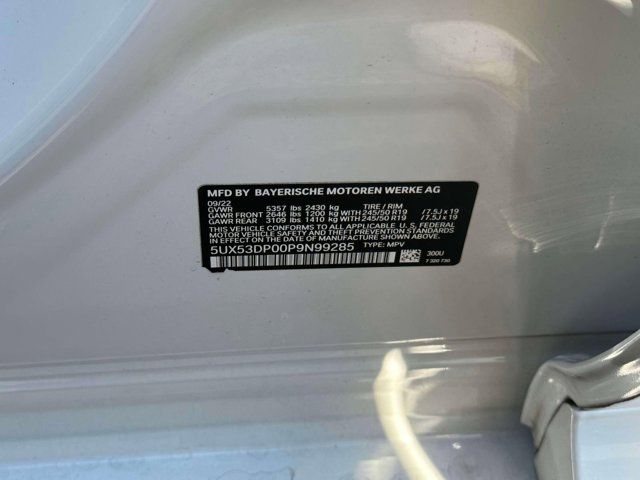 MFD BY BAYERISCHE MOTOREN WERKE AG
09/22
GVWR 5357 lbs 2430 kg TIRE / RIM
GAWR FRONT 2646 lbs 1200 kg WITH 245/50 R19 / 7.5J x 19
GAWR REAR 3109 lbs 1410 kg WITH 245/50 R19 / 7.5J x 19
THIS VEHICLE CONFORMS TO ALL APPLICABLE U. S. FEDERAL
MOTOR VEHICLE SAFETY AND THEFT PREVENTION STANDARDS
IN EFFECT ON THE DATE OF MANUFACTURE SHOWN ABOVE.
5UX53DP00P9N99285 TYPE: MPV
300U
7 320 730